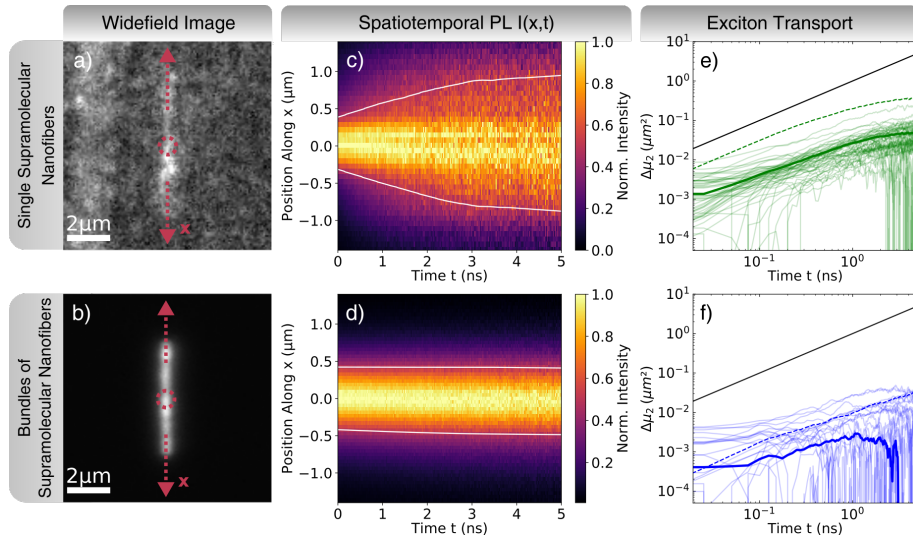 Widefield Image
Spatiotemporal PL I(x,t)
Exciton Transport
Single Supramolecular
Nanofibers
a)
2μm
x
c)
Position Along x (μm)
1.0
0.5
0.0
−0.5
−1.0
0 1 2 3 4 5
Time t (ns)
1.0
0.8
0.6
0.4
0.2
0.0
Norm. Intensity
e)
Δμ₂ (μm²)
10¹
10⁰
10⁻¹
10⁻²
10⁻³
10⁻⁴
10⁻¹ 10⁰
Time t (ns)
Bundles of
Supramolecular Nanofibers
b)
2μm
x
d)
Position Along x (μm)
1.0
0.5
0.0
−0.5
−1.0
0 1 2 3 4 5
Time t (ns)
1.0
0.8
0.6
0.4
0.2
Norm. Intensity
f)
Δμ₂ (μm²)
10¹
10⁰
10⁻¹
10⁻²
10⁻³
10⁻⁴
10⁻¹ 10⁰
Time t (ns)